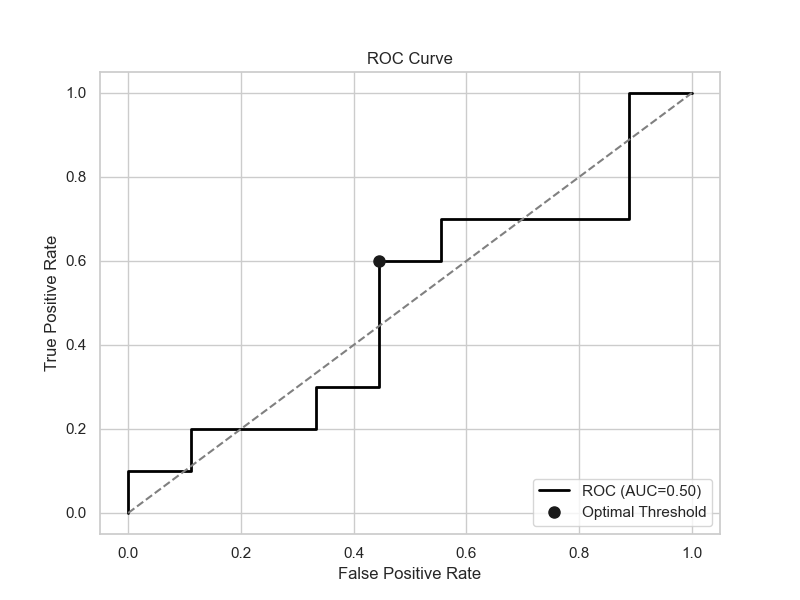 ROC Curve
True Positive Rate
1.0
0.8
0.6
0.4
0.2
0.0
ROC (AUC=0.50)
Optimal Threshold
0.0 0.2 0.4 0.6 0.8 1.0
False Positive Rate